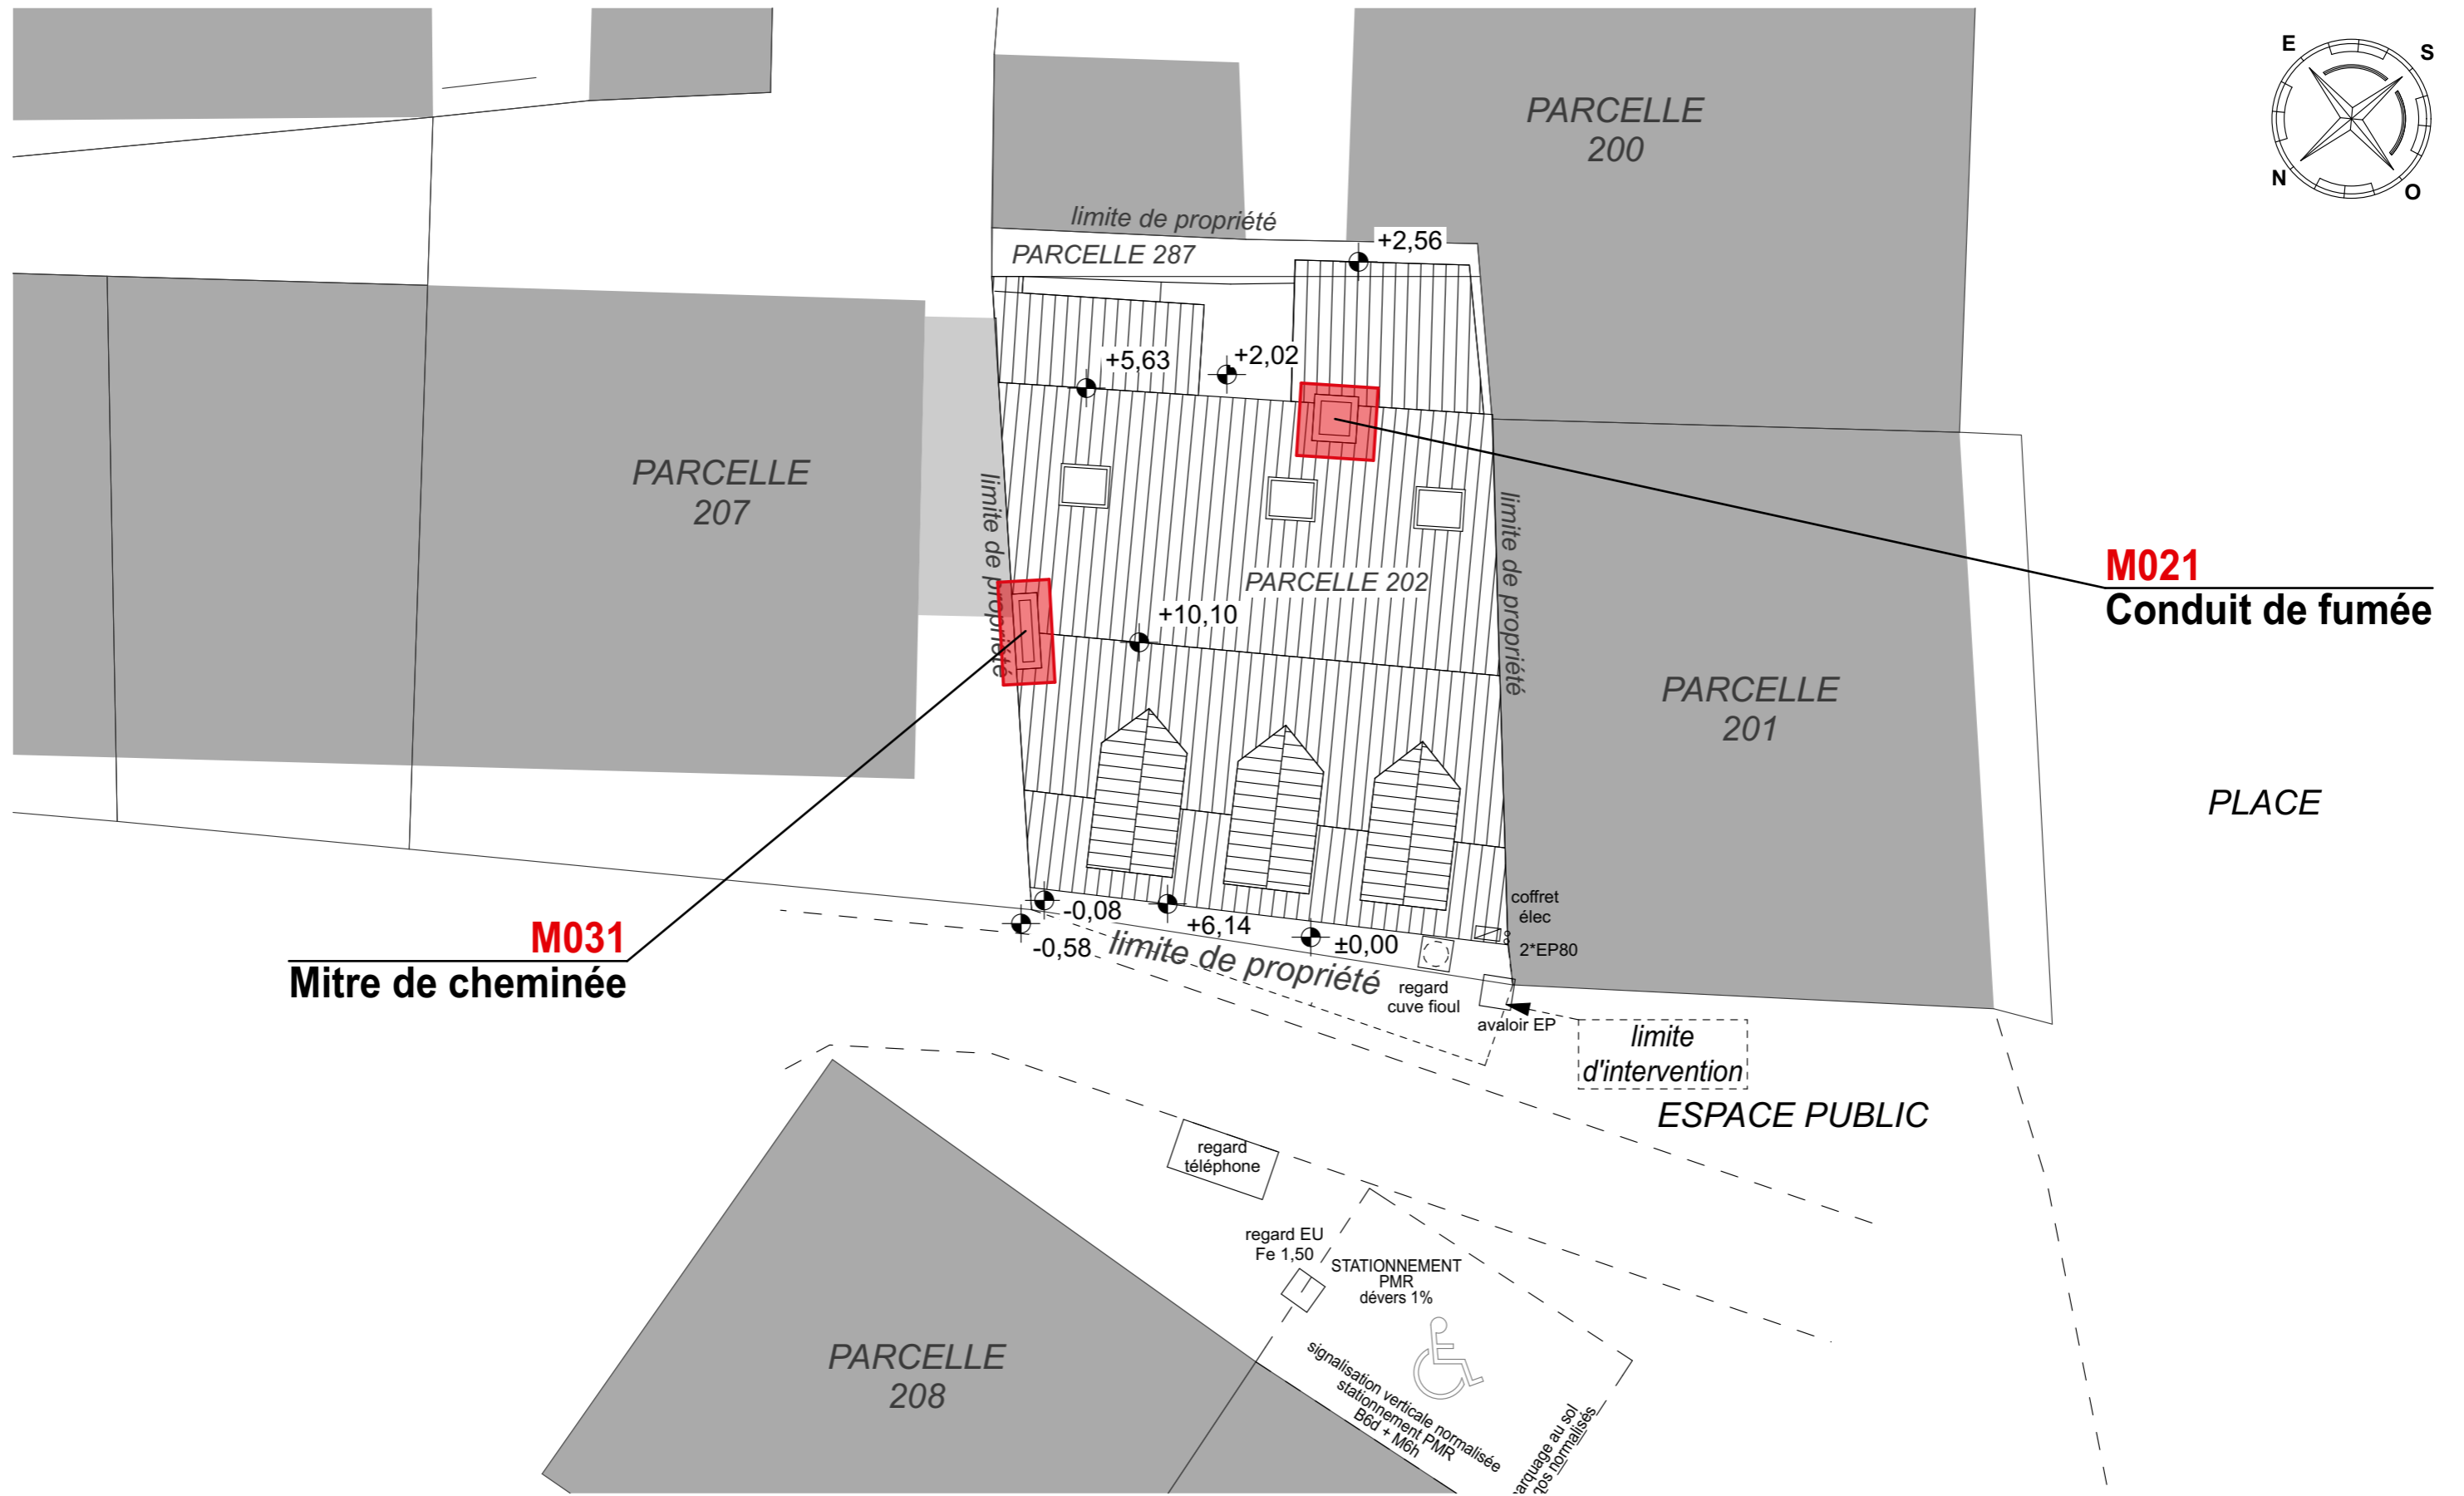 E
S
N
O
PARCELLE
200
limite de propriété
PARCELLE 287
+2,56
+5,63
+2,02
PARCELLE
207
limite de propriété
limite de propriété
PARCELLE 202
M021
Conduit de fumée
+10,10
PARCELLE
201
PLACE
M031
Mitre de cheminée
-0,08
-0,58
+6,14
±0,00
limite de propriété
coffret
élec
2*EP80
regard
cuve fioul
avaloir EP
limite
d'intervention
ESPACE PUBLIC
regard
téléphone
regard EU
Fe 1,50
STATIONNEMENT
PMR
dévers 1%
signalisation verticale normalisée
stationnement PMR
B6d + M6h
au sol
normalisés
PARCELLE
208